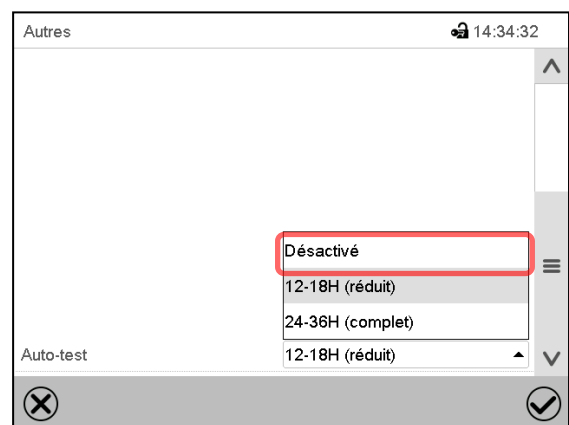 Autres 14:34:32
Désactivé
12-18H (réduit)
24-36H (complet)
Auto-test 12-18H (réduit)